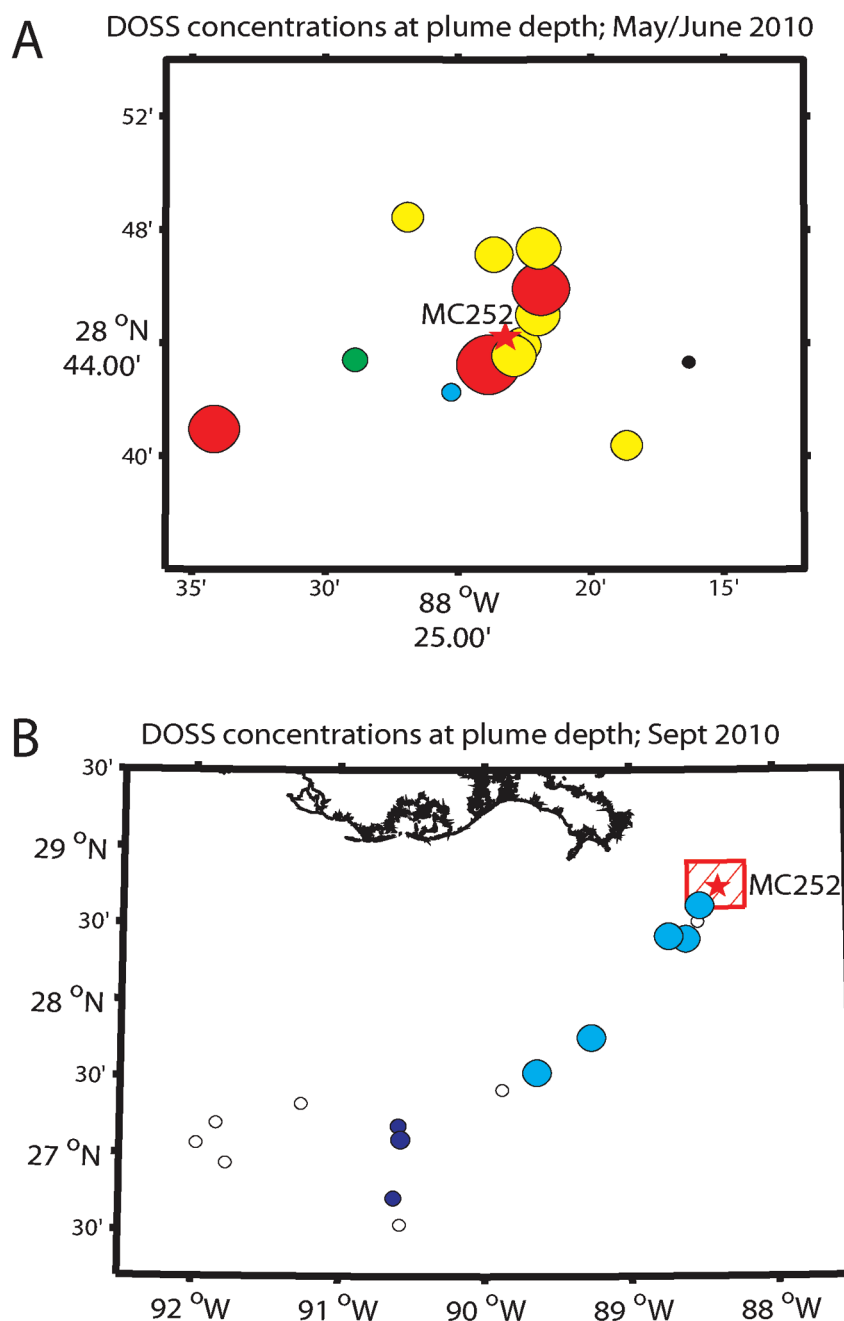 A
DOSS concentrations at plume depth; May/June 2010
52'
48'
MC252
28 °N
44.00'
40'
35'
30'
88 °W
25.00'
20'
15'
B
DOSS concentrations at plume depth; Sept 2010
30'
29 °N
MC252
30'
28 °N
30'
27 °N
30'
92 °W
91 °W
90 °W
89 °W
88 °W